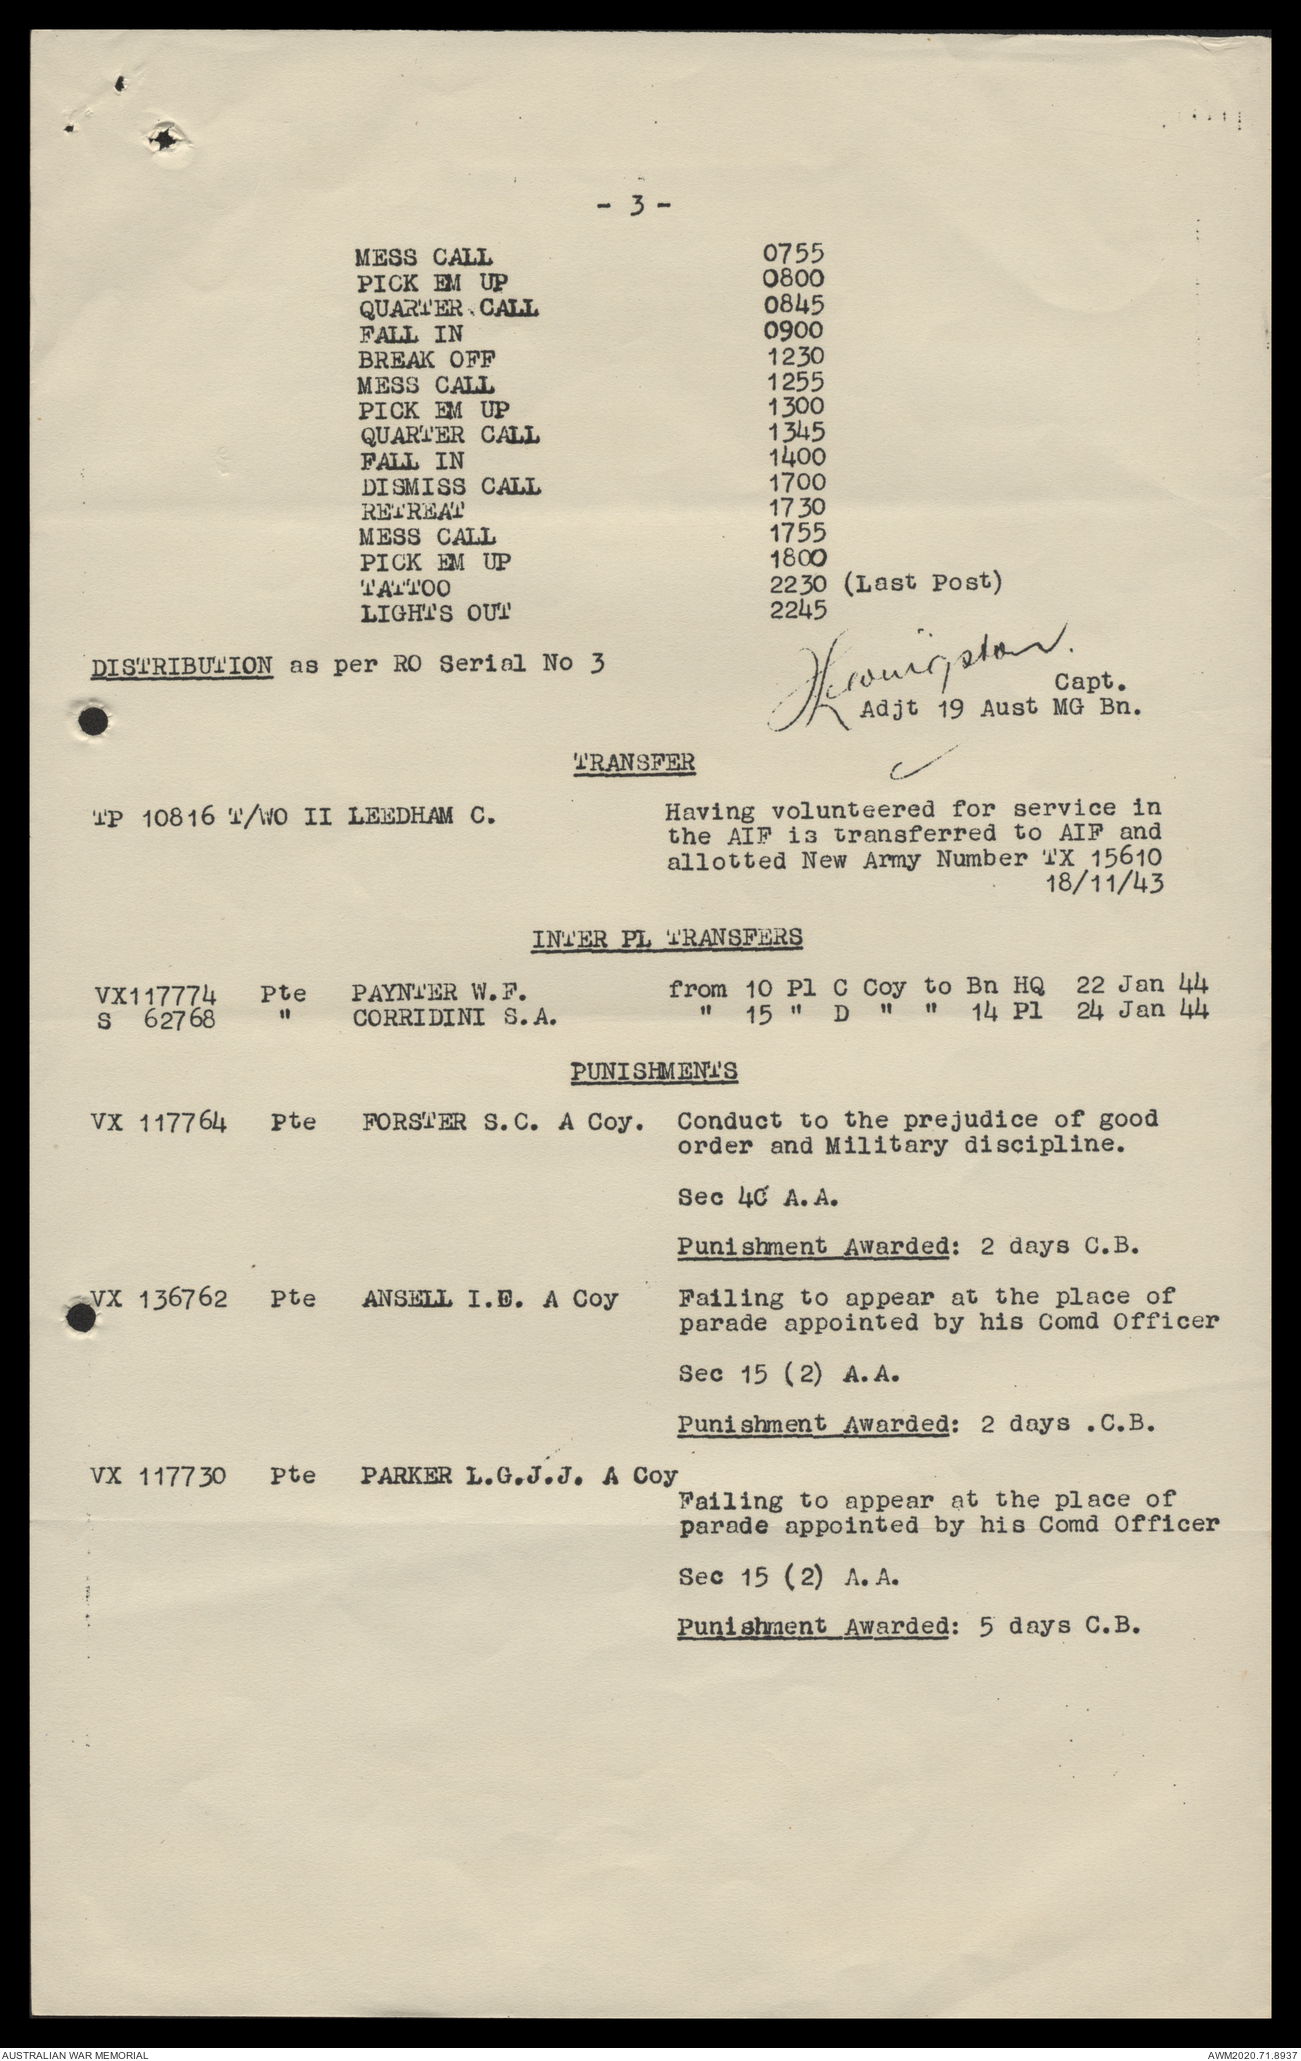 - 3 -
MESS CALL 0755
PICK EM UP 0800
QUARTER CALL 0845
FALL IN 0900
BREAK OFF 1230
MESS CALL 1255
PICK EM UP 1300
QUARTER CALL 1345
FALL IN 1400
DISMISS CALL 1700
RETREAT 1730
MESS CALL 1755
PICK EM UP 1800
TATTOO 2230 (Last Post)
LIGHTS OUT 2245
DISTRIBUTION as per RO Serial No 3
Capt.
Adjt 19 Aust MG Bn.
TRANSFER
TP 10816 T/WO II LEEDHAM C. Having volunteered for service in
the AIF is transferred to AIF and
allotted New Army Number TX 15610
18/11/43
INTER PL TRANSFERS
VX117774 Pte PAYNTER W.F. from 10 Pl C Coy to Bn HQ 22 Jan 44
S 62768 " CORRIDINI S.A. " 15 " D " " 14 Pl 24 Jan 44
PUNISHMENTS
VX 117764 Pte FORSTER S.C. A Coy. Conduct to the prejudice of good
order and Military discipline.
Sec 40 A.A.
Punishment Awarded: 2 days C.B.
VX 136762 Pte ANSELL I.E. A Coy Failing to appear at the place of
parade appointed by his Comd Officer
Sec 15 (2) A.A.
Punishment Awarded: 2 days .C.B.
VX 117730 Pte PARKER L.G.J.J. A Coy
Failing to appear at the place of
parade appointed by his Comd Officer
Sec 15 (2) A.A.
Punishment Awarded: 5 days C.B.
AUSTRALIAN WAR MEMORIAL AWM2020.71.8937